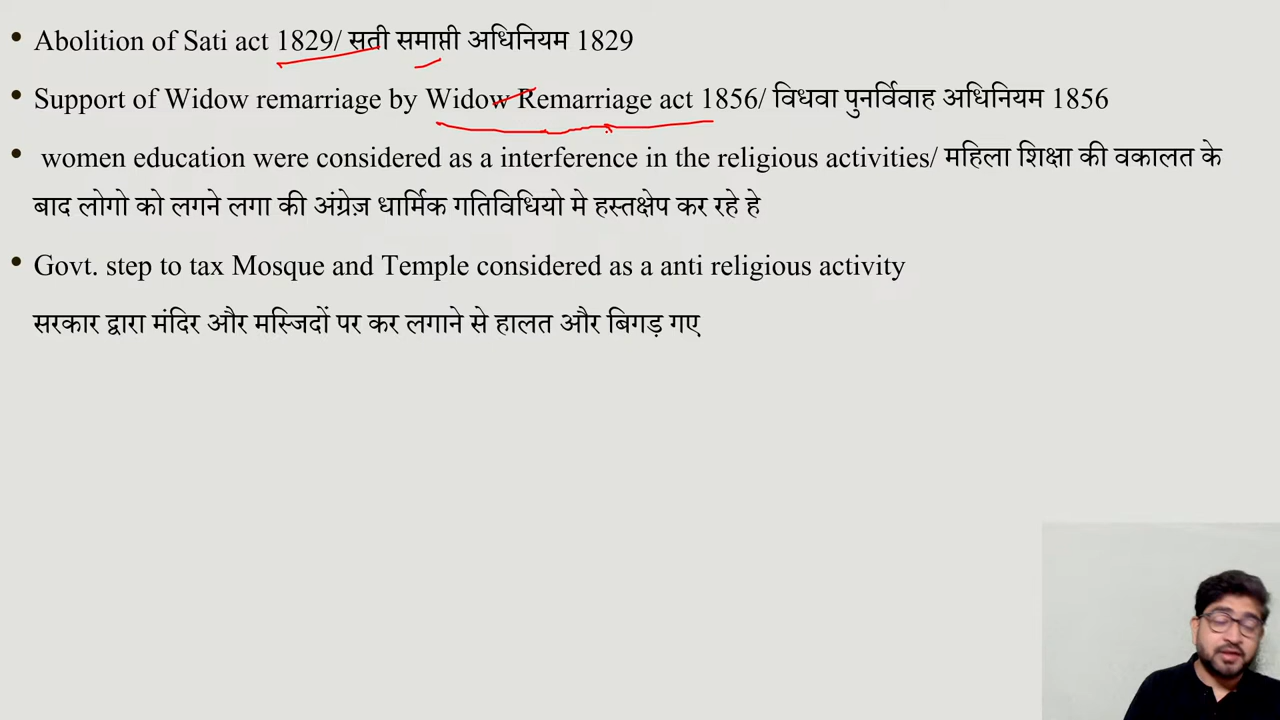 • Abolition of Sati act 1829/ सती समाप्ती अधिनियम 1829
• Support of Widow remarriage by Widow Remarriage act 1856/ विधवा पुनर्विवाह अधिनियम 1856
• women education were considered as a interference in the religious activities/ महिला शिक्षा की वकालत के
बाद लोगो को लगने लगा की अंग्रेज़ धार्मिक गतिविधियो मे हस्तक्षेप कर रहे हे
• Govt. step to tax Mosque and Temple considered as a anti religious activity
सरकार द्वारा मंदिर और मस्जिदों पर कर लगाने से हालत और बिगड़ गए